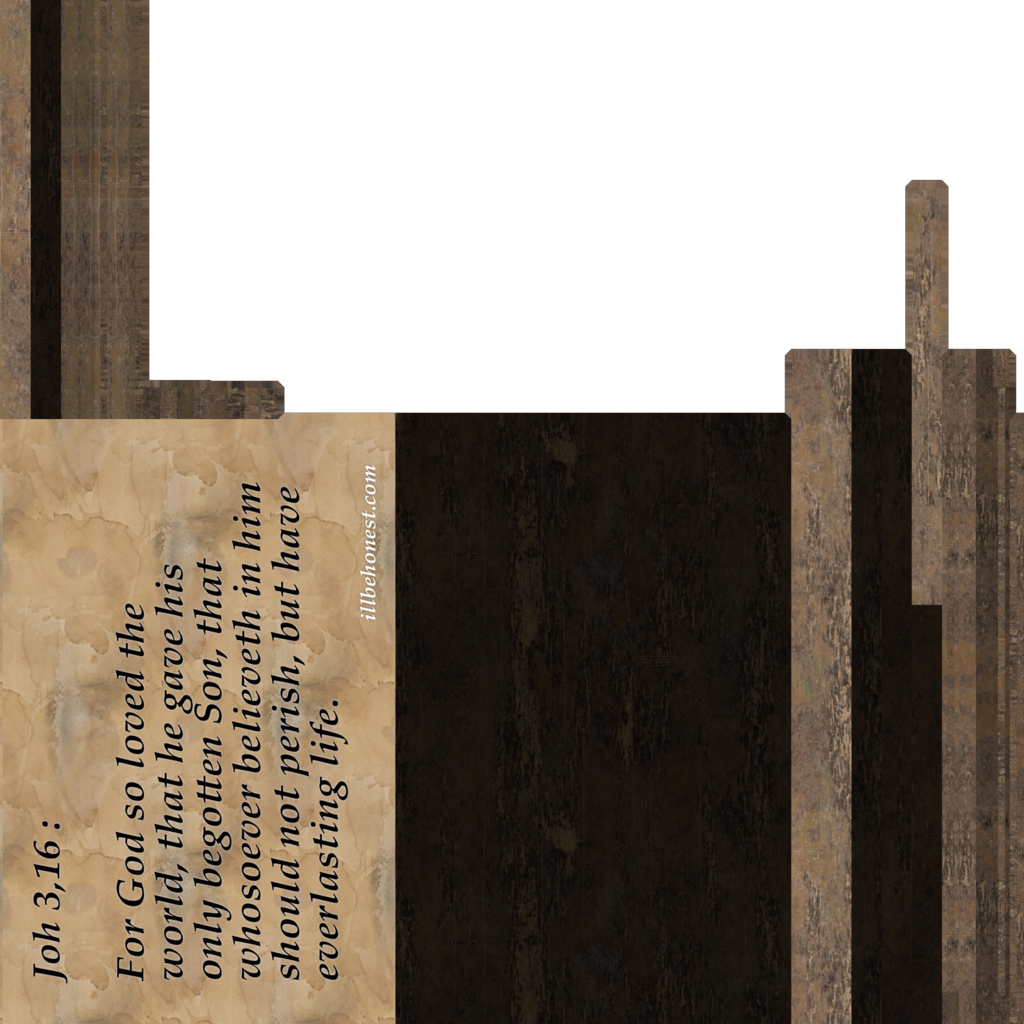 Joh 3,16 :
For God so loved the
world, that he gave his
only begotten Son, that
whosoever believeth in him
should not perish, but have
everlasting life.
illbehonest.com